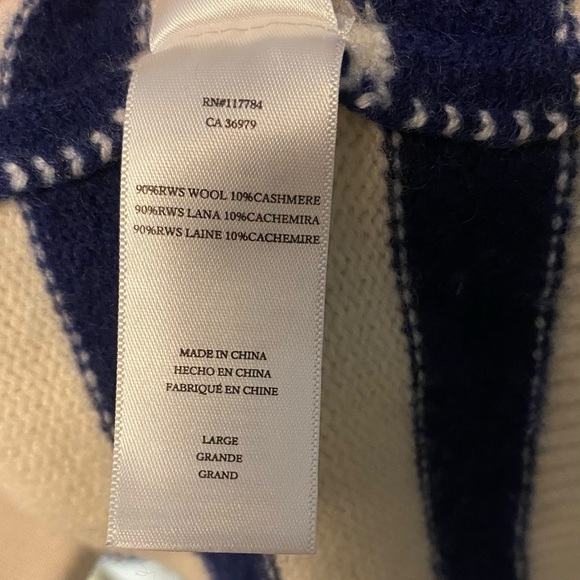 RN#117784
CA 36979
90%RWS WOOL 10%CASHMERE
90%RWS LANA 10%CACHEMIRA
90%RWS LAINE 10%CACHEMIRE
MADE IN CHINA
HECHO EN CHINA
FABRIQUÉ EN CHINE
LARGE
GRANDE
GRAND